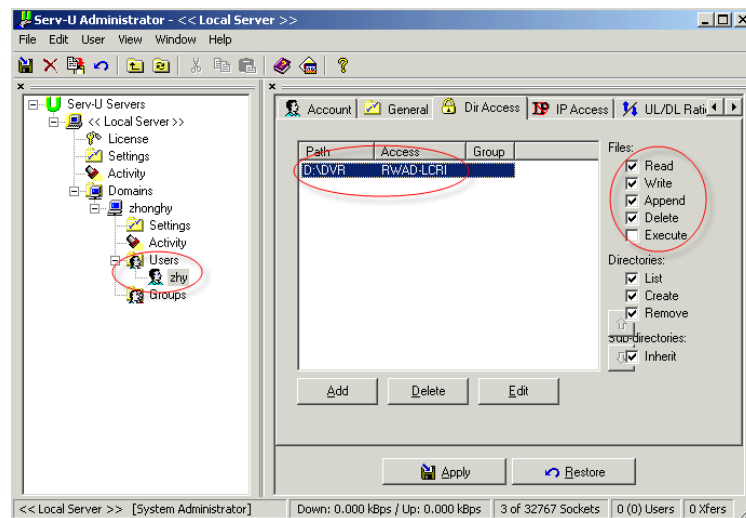 Serv-U Administrator - << Local Server >>
File Edit User View Window Help
Serv-U Servers
<< Local Server >>
License
Settings
Activity
Domains
zhonghy
Settings
Activity
Users
zhy
Groups
Account General Dir Access IP Access UL/DL Rati
Path Access Group
D:\DVR RWAD-LCRI
Files:
Read
Write
Append
Delete
Execute
Directories:
List
Create
Remove
Sub-directories:
Inherit
Add Delete Edit
Apply Restore
<< Local Server >> [System Administrator] Down: 0.000 kBps / Up: 0.000 kBps 3 of 32767 Sockets 0 (0) Users 0 Xfers